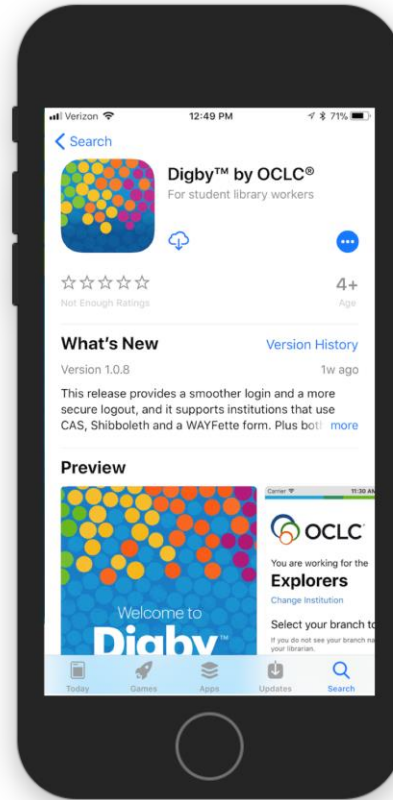 Verizon 12:49 PM 71%
Search
Digby™ by OCLC®
For student library workers
Not Enough Ratings
4+
Age
What's New Version History
Version 1.0.8 1w ago
This release provides a smoother login and a more
secure logout, and it supports institutions that use
CAS, Shibboleth and a WAYFette form. Plus bot more
Preview
Welcome to
Digby™
Carrier 11:30 AM
OCLC
You are working for the
Explorers
Change Institution
Select your branch to
If you do not see your branch na
your librarian.
Today Games Apps Updates Search